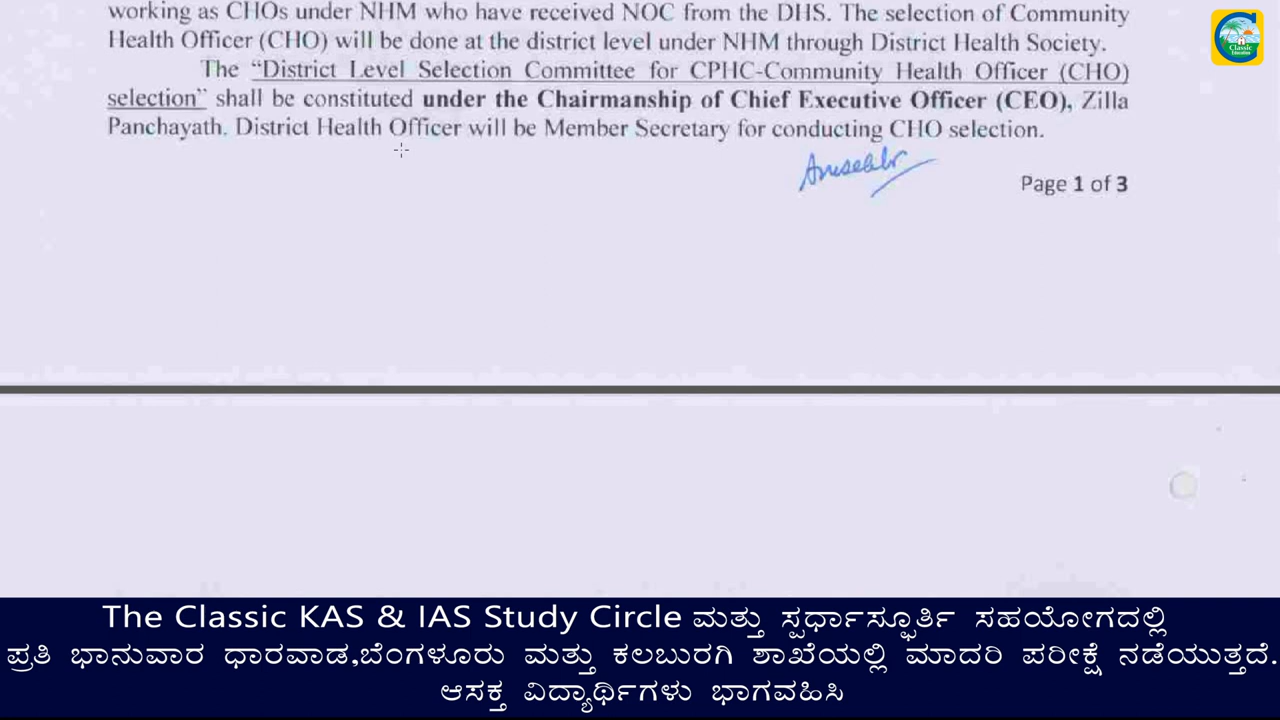 working as CHOs under NHM who have received NOC from the DHS. The selection of Community
Health Officer (CHO) will be done at the district level under NHM through District Health Society.
The “District Level Selection Committee for CPHC-Community Health Officer (CHO)
selection” shall be constituted under the Chairmanship of Chief Executive Officer (CEO), Zilla
Panchayath. District Health Officer will be Member Secretary for conducting CHO selection.
Page 1 of 3
Classic
Education
The Classic KAS & IAS Study Circle ಮತ್ತು ಸ್ಪರ್ಧಾಸ್ಫೂರ್ತಿ ಸಹಯೋಗದಲ್ಲಿ
ಪ್ರತಿ ಭಾನುವಾರ ಧಾರವಾಡ,ಬೆಂಗಳೂರು ಮತ್ತು ಕಲಬುರಗಿ ಶಾಖೆಯಲ್ಲಿ ಮಾದರಿ ಪರೀಕ್ಷೆ ನಡೆಯುತ್ತದೆ.
ಆಸಕ್ತ ವಿದ್ಯಾರ್ಥಿಗಳು ಭಾಗವಹಿಸಿ